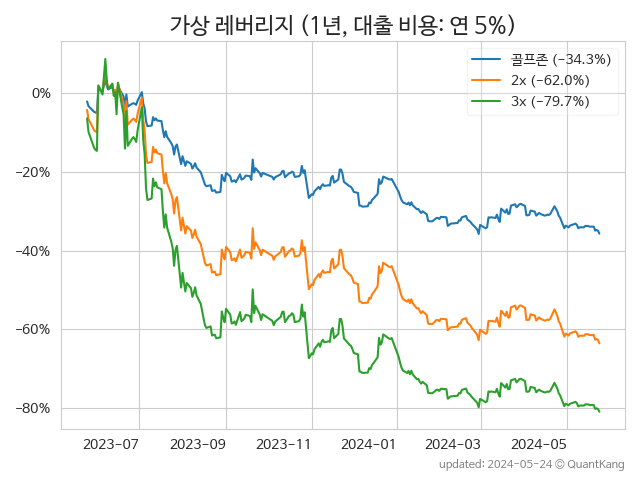 가상 레버리지 (1년, 대출 비용: 연 5%)
골프존 (−34.3%)
2x (−62.0%)
3x (−79.7%)
0%
−20%
−40%
−60%
−80%
2023−07 2023−09 2023−11 2024−01 2024−03 2024−05
updated: 2024-05-24 © QuantKang